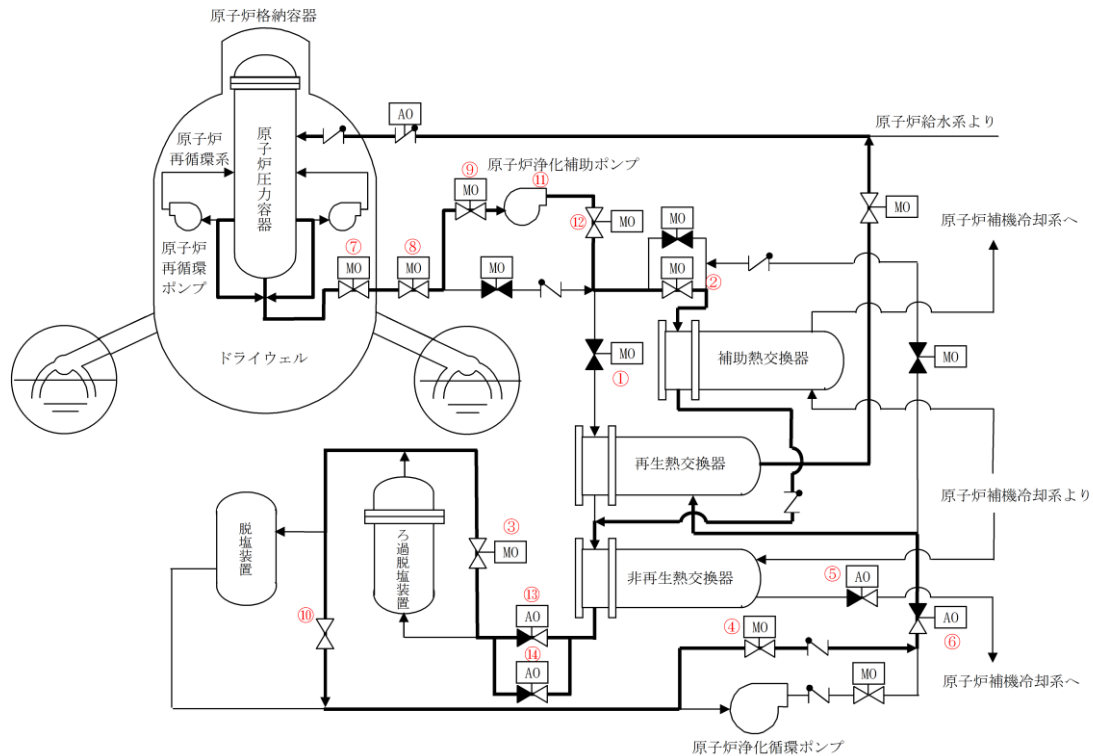 原子炉格納容器
原子炉圧力容器
原子炉
再循環系
原子炉
再循環
ポンプ
ドライウェル
AO
原子炉給水系より
原子炉浄化補助ポンプ
⑨
MO
⑪
⑫
MO
MO
MO
②
MO
原子炉補機冷却系へ
⑦
MO
⑧
MO
MO
MO
①
MO
補助熱交換器
再生熱交換器
原子炉補機冷却系より
非再生熱交換器
⑤
AO
⑥
AO
原子炉補機冷却系へ
脱塩装置
ろ過脱塩装置
③
MO
⑩
⑬
AO
⑭
AO
④
MO
MO
原子炉浄化循環ポンプ